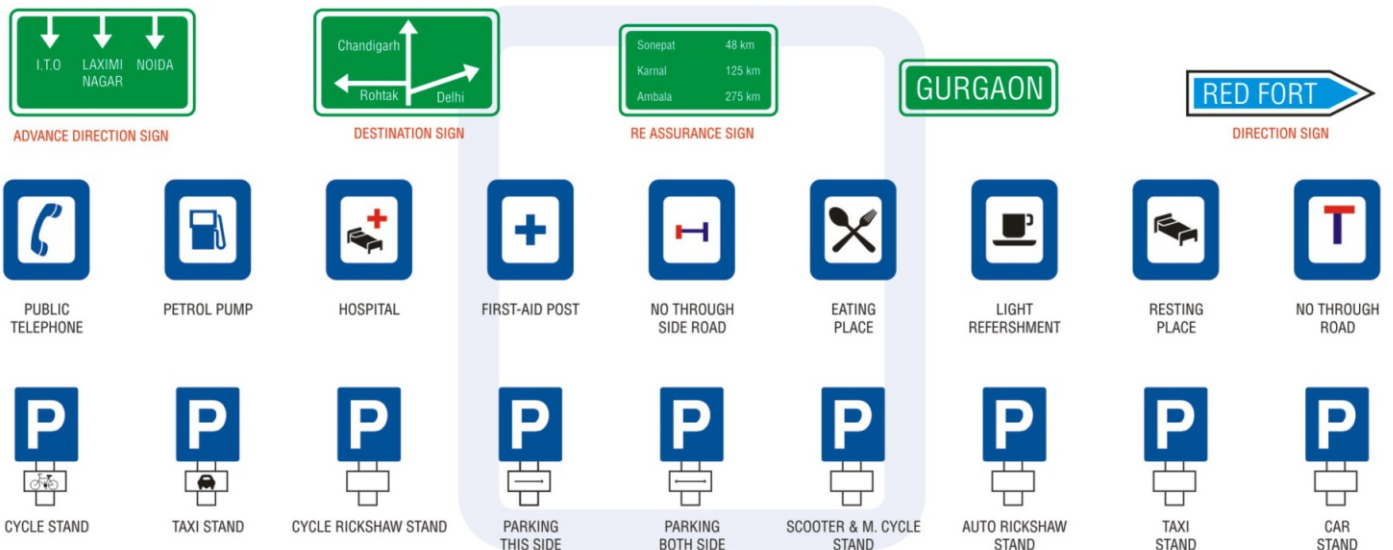 I.T.O
LAXIMI
NAGAR
NOIDA
Chandigarh
Rohtak
Delhi
Sonepat 48 km
Karnal 125 km
Ambala 275 km
GURGAON
RED FORT
ADVANCE DIRECTION SIGN
DESTINATION SIGN
RE ASSURANCE SIGN
DIRECTION SIGN
PUBLIC
TELEPHONE
PETROL PUMP
HOSPITAL
FIRST-AID POST
NO THROUGH
SIDE ROAD
EATING
PLACE
LIGHT
REFERSHMENT
RESTING
PLACE
NO THROUGH
ROAD
P
P
P
P
P
P
P
P
P
CYCLE STAND
TAXI STAND
CYCLE RICKSHAW STAND
PARKING
THIS SIDE
PARKING
BOTH SIDE
SCOOTER & M. CYCLE
STAND
AUTO RICKSHAW
STAND
TAXI
STAND
CAR
STAND